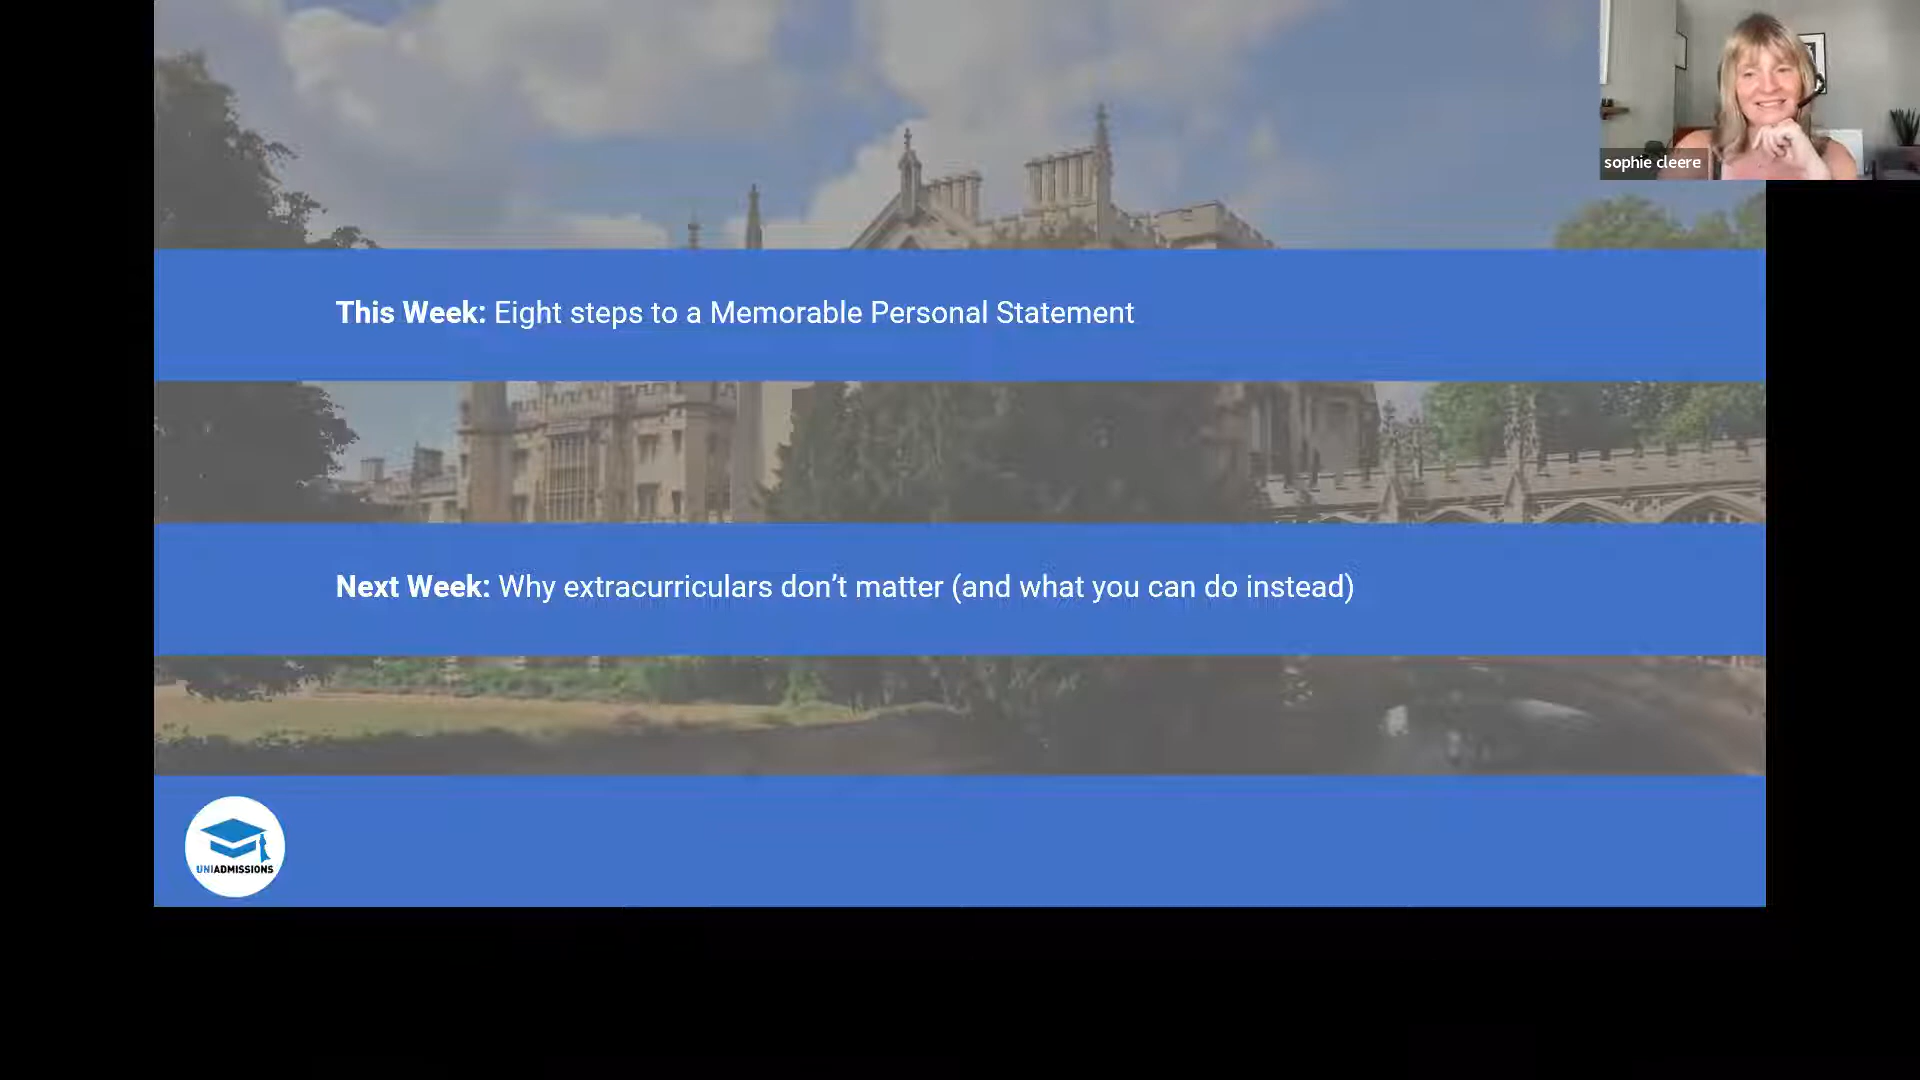 sophie cleere
This Week: Eight steps to a Memorable Personal Statement
Next Week: Why extracurriculars don’t matter (and what you can do instead)
UNIADMISSIONS